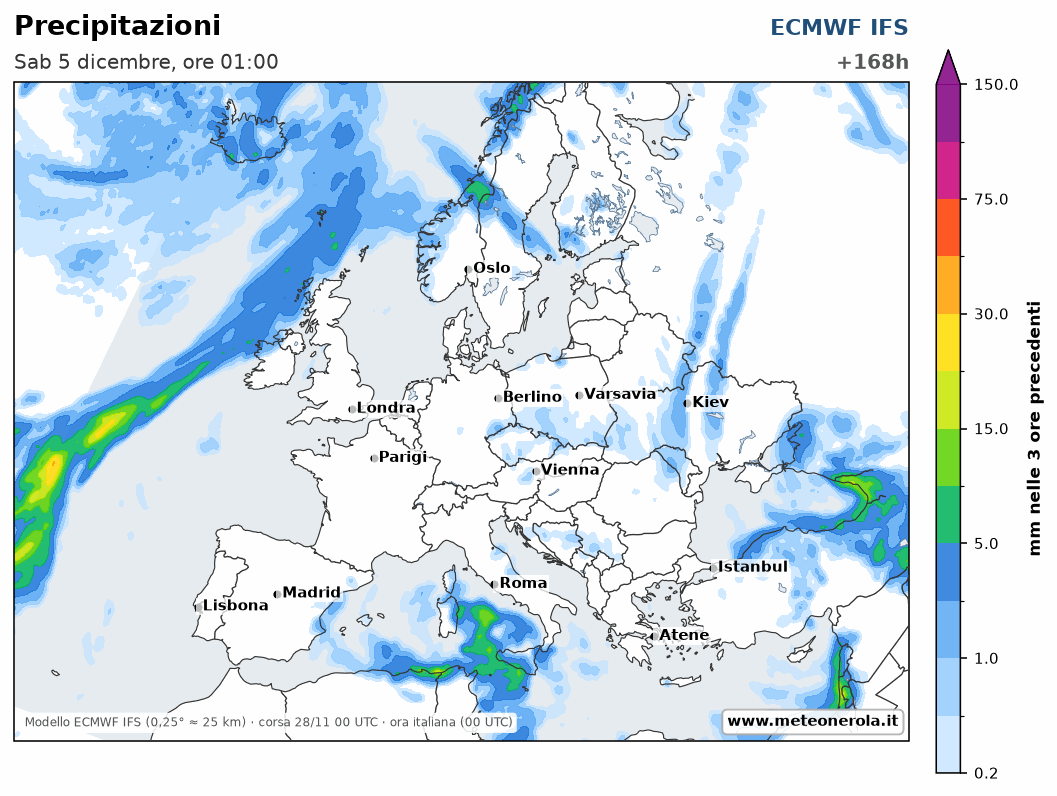 Precipitazioni
ECMWF IFS
Sab 5 dicembre, ore 01:00
+168h
150.0
75.0
30.0
15.0
5.0
1.0
0.2
mm nelle 3 ore precedenti
Oslo
Berlino
Varsavia
Kiev
Londra
Parigi
Vienna
Istanbul
Roma
Madrid
Lisbona
Atene
Modello ECMWF IFS (0,25° ≈ 25 km) · corsa 28/11 00 UTC · ora italiana (00 UTC)
www.meteonerola.it